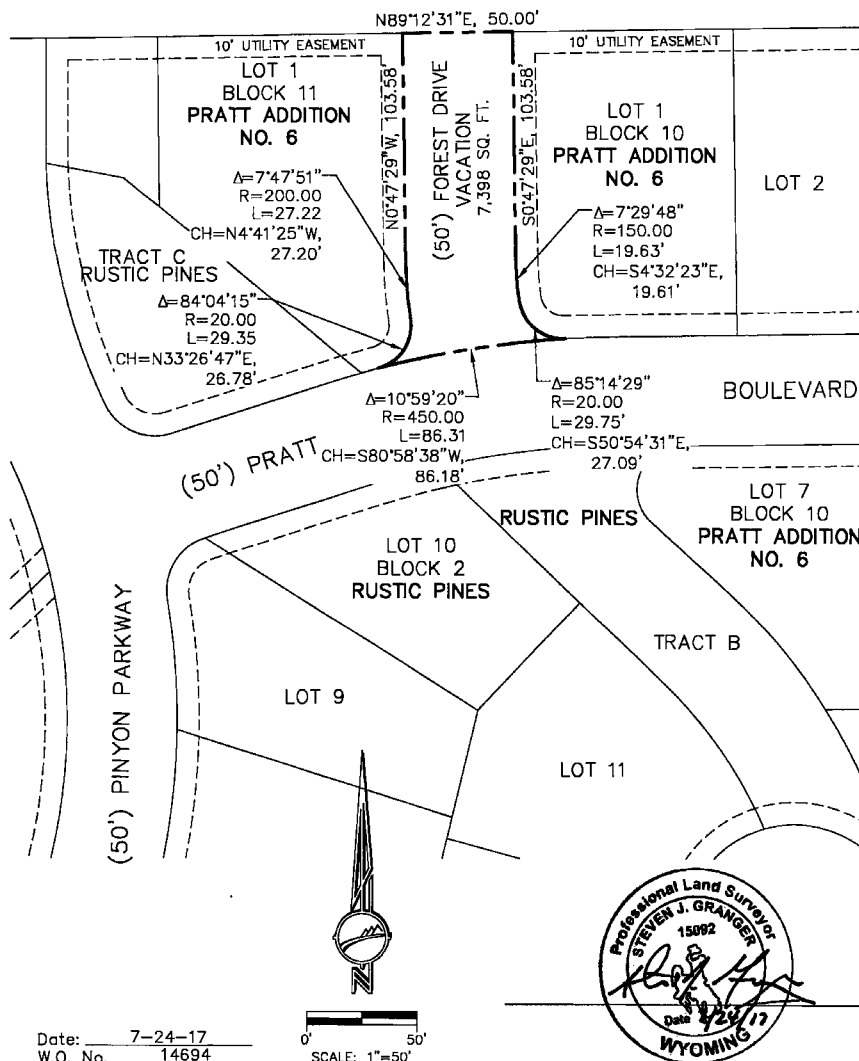 N89°12'31"E, 50.00'
10' UTILITY EASEMENT
10' UTILITY EASEMENT
LOT 1
BLOCK 11
PRATT ADDITION
NO. 6
N0°47'29"W, 103.58'
(50') FOREST DRIVE
VACATION
7,398 SQ. FT.
S0°47'29"E, 103.58'
LOT 1
BLOCK 10
PRATT ADDITION
NO. 6
LOT 2
Δ=7°47'51"
R=200.00
L=27.22
CH=N4°41'25"W,
27.20'
Δ=7°29'48"
R=150.00
L=19.63'
CH=S4°32'23"E,
19.61'
TRACT C
RUSTIC PINES
Δ=84°04'15"
R=20.00
L=29.35
CH=N33°26'47"E,
26.78'
Δ=10°59'20"
R=450.00
L=86.31
CH=S80°58'38"W,
86.18'
Δ=85°14'29"
R=20.00
L=29.75'
CH=S50°54'31"E,
27.09'
(50') PRATT
BOULEVARD
RUSTIC PINES
LOT 7
BLOCK 10
PRATT ADDITION
NO. 6
LOT 10
BLOCK 2
RUSTIC PINES
TRACT B
LOT 9
LOT 11
(50') PINYON PARKWAY
N
Professional Land Surveyor
STEVEN J. GRANGER
15092
Date 7/24/17
WYOMING
0' 50'
SCALE: 1"=50'
Date: 7-24-17
W.O. No. 14694